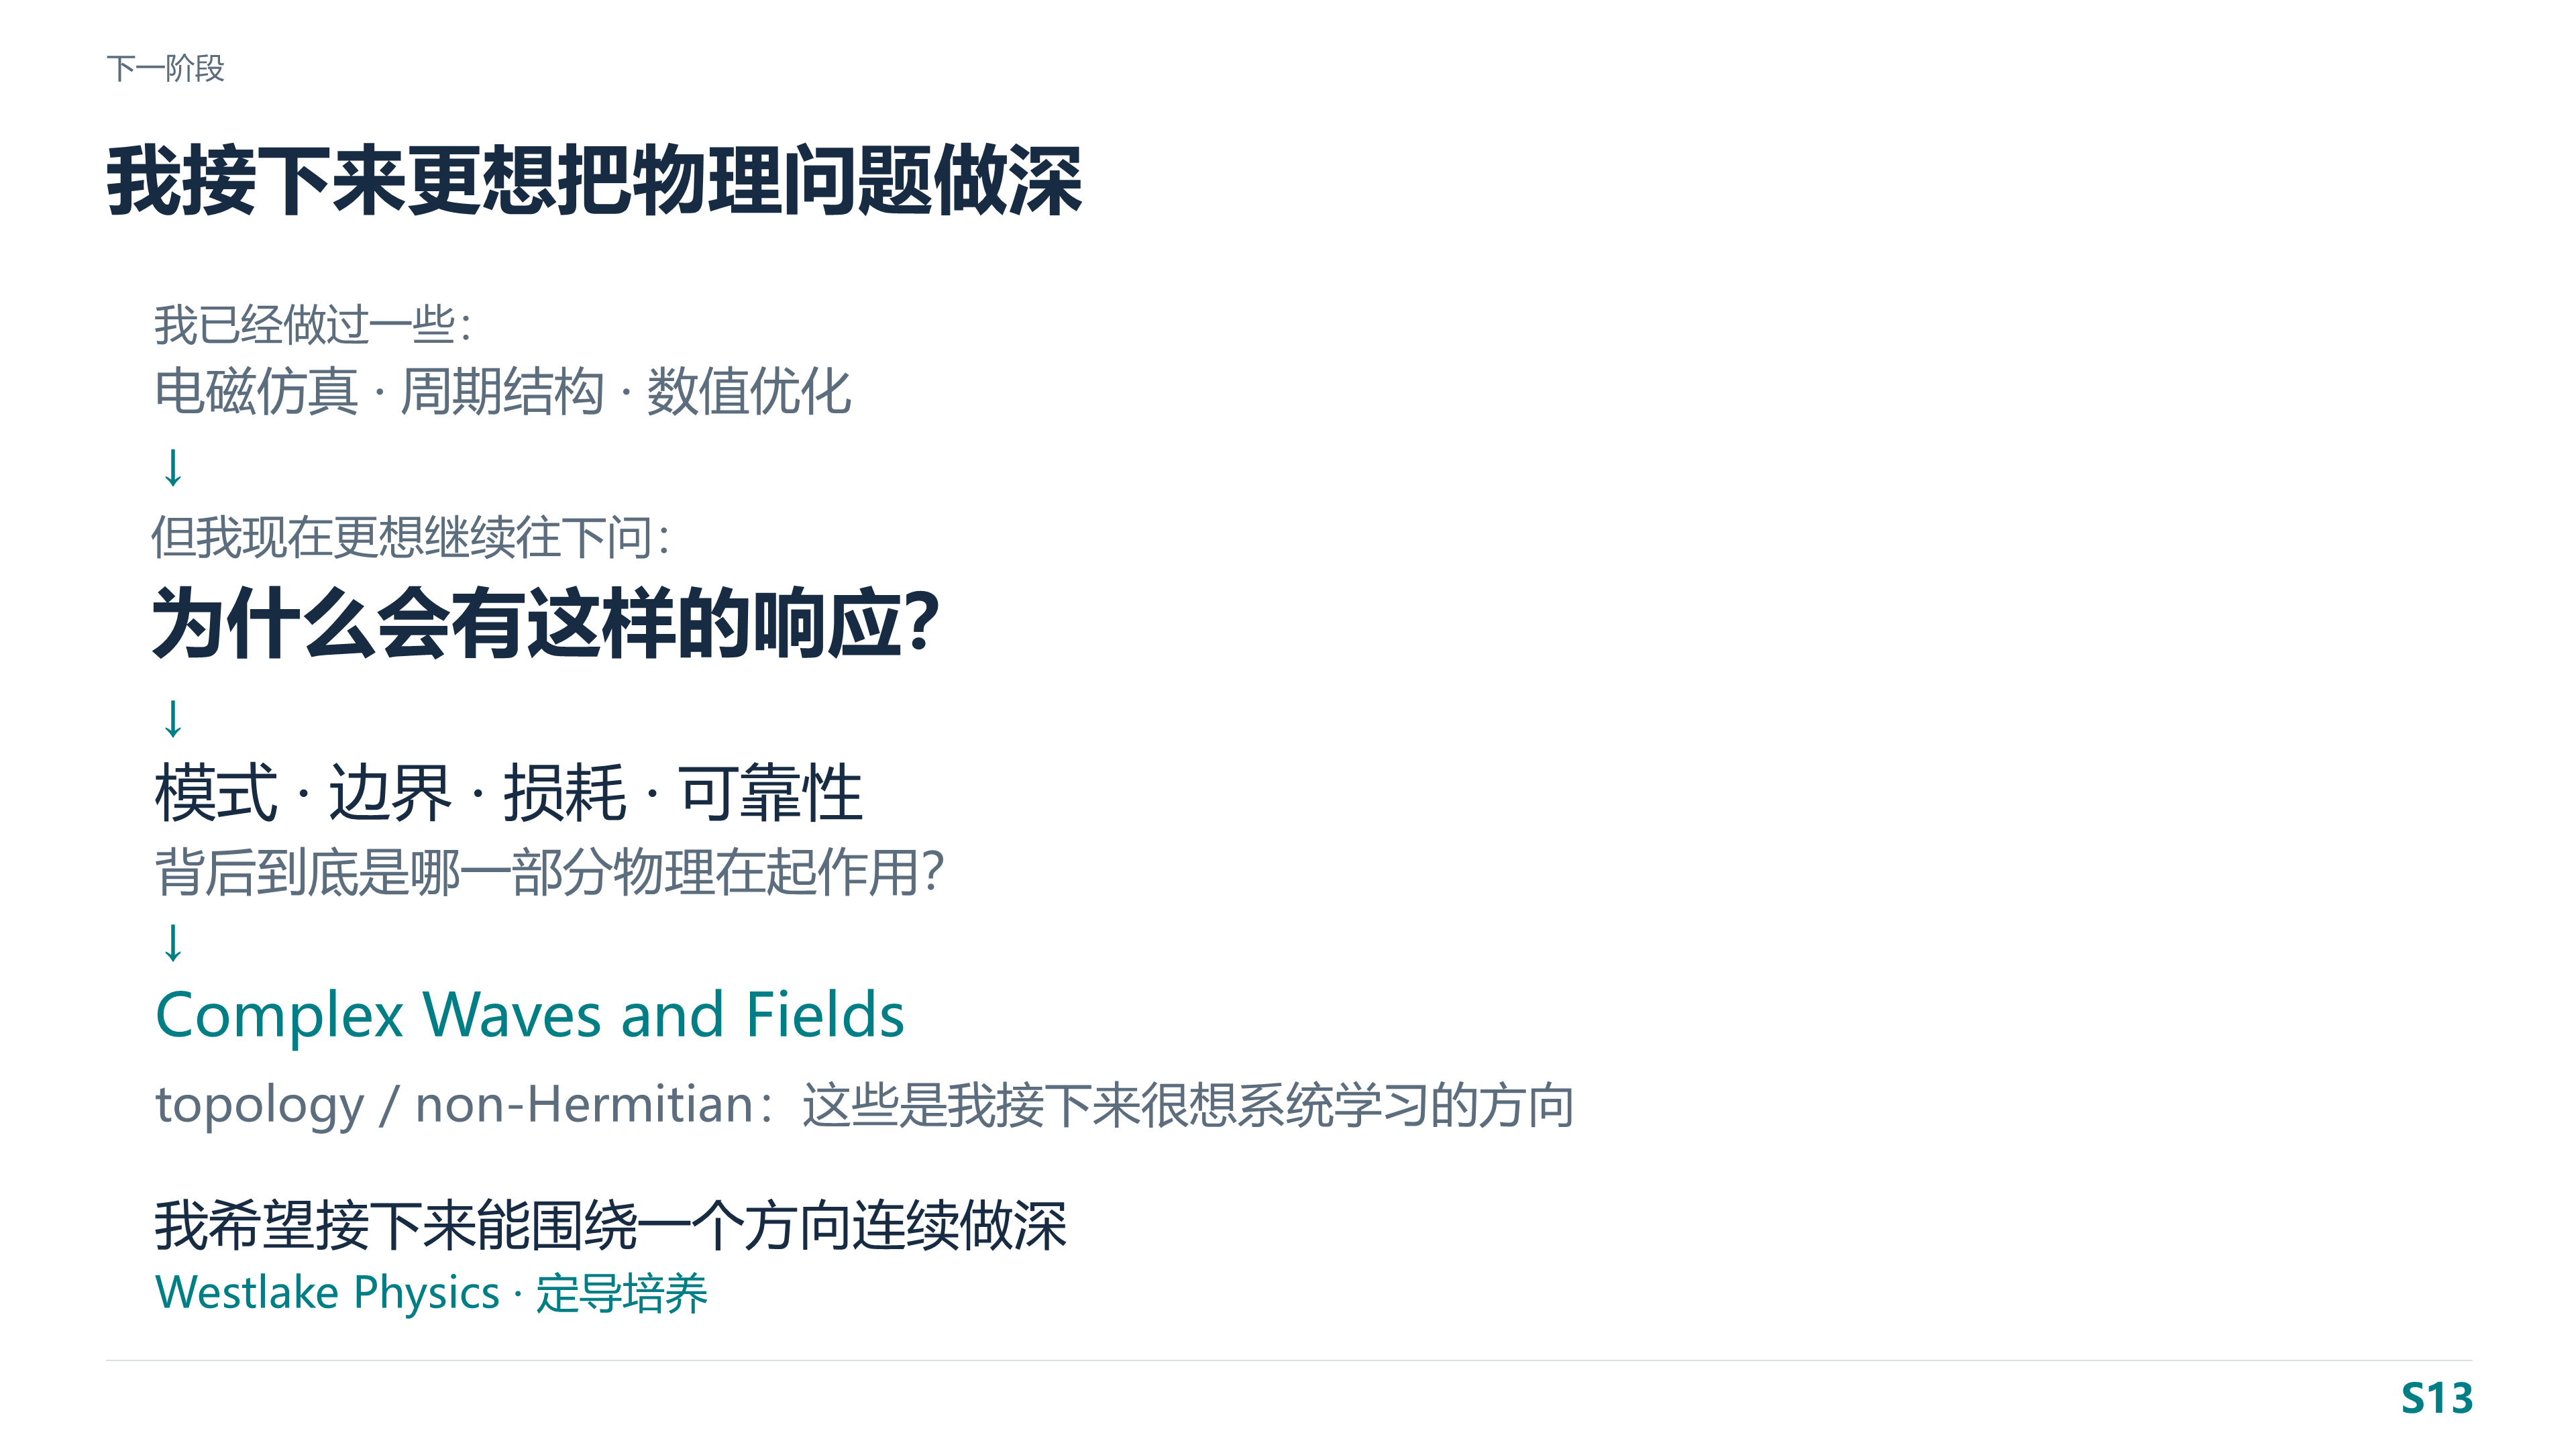 下一阶段
我接下来更想把物理问题做深
我已经做过一些：
电磁仿真 · 周期结构 · 数值优化
↓
但我现在更想继续往下问：
为什么会有这样的响应？
↓
模式 · 边界 · 损耗 · 可靠性
背后到底是哪一部分物理在起作用？
↓
Complex Waves and Fields
topology / non-Hermitian：这些是我接下来很想系统学习的方向
我希望接下来能围绕一个方向连续做深
Westlake Physics · 定导培养
S13